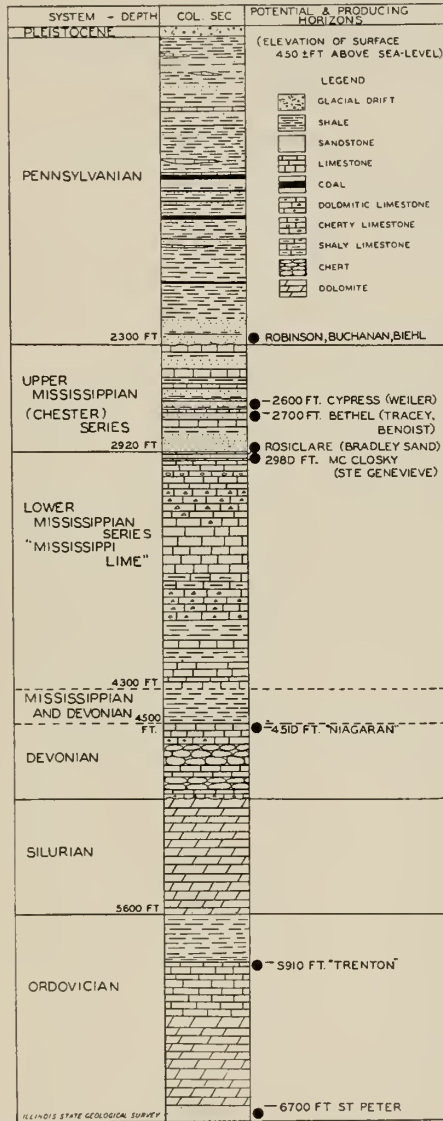 SYSTEM – DEPTH
COL. SEC
POTENTIAL & PRODUCING
HORIZONS
PLEISTOCENE
(ELEVATION OF SURFACE
450 ± FT ABOVE SEA-LEVEL)
LEGEND
GLACIAL DRIFT
SHALE
SANDSTONE
LIMESTONE
COAL
DOLOMITIC LIMESTONE
CHERTY LIMESTONE
SHALY LIMESTONE
CHERT
DOLOMITE
PENNSYLVANIAN
2300 FT
ROBINSON, BUCHANAN, BIEHL
UPPER
MISSISSIPPIAN
(CHESTER)
SERIES
2600 FT. CYPRESS (WEILER)
2700 FT. BETHEL (TRACEY,
BENOIST)
2920 FT
ROSICLARE (BRADLEY SAND)
2980 FT. MC CLOSKY
(STE GENEVIEVE)
LOWER
MISSISSIPPIAN
SERIES
"MISSISSIPPI
LIME"
4300 FT
MISSISSIPPIAN
AND DEVONIAN
4500
FT.
4510 FT. "NIAGARAN"
DEVONIAN
SILURIAN
5600 FT
5910 FT. "TRENTON"
ORDOVICIAN
6700 FT ST PETER
ILLINOIS STATE GEOLOGICAL SURVEY